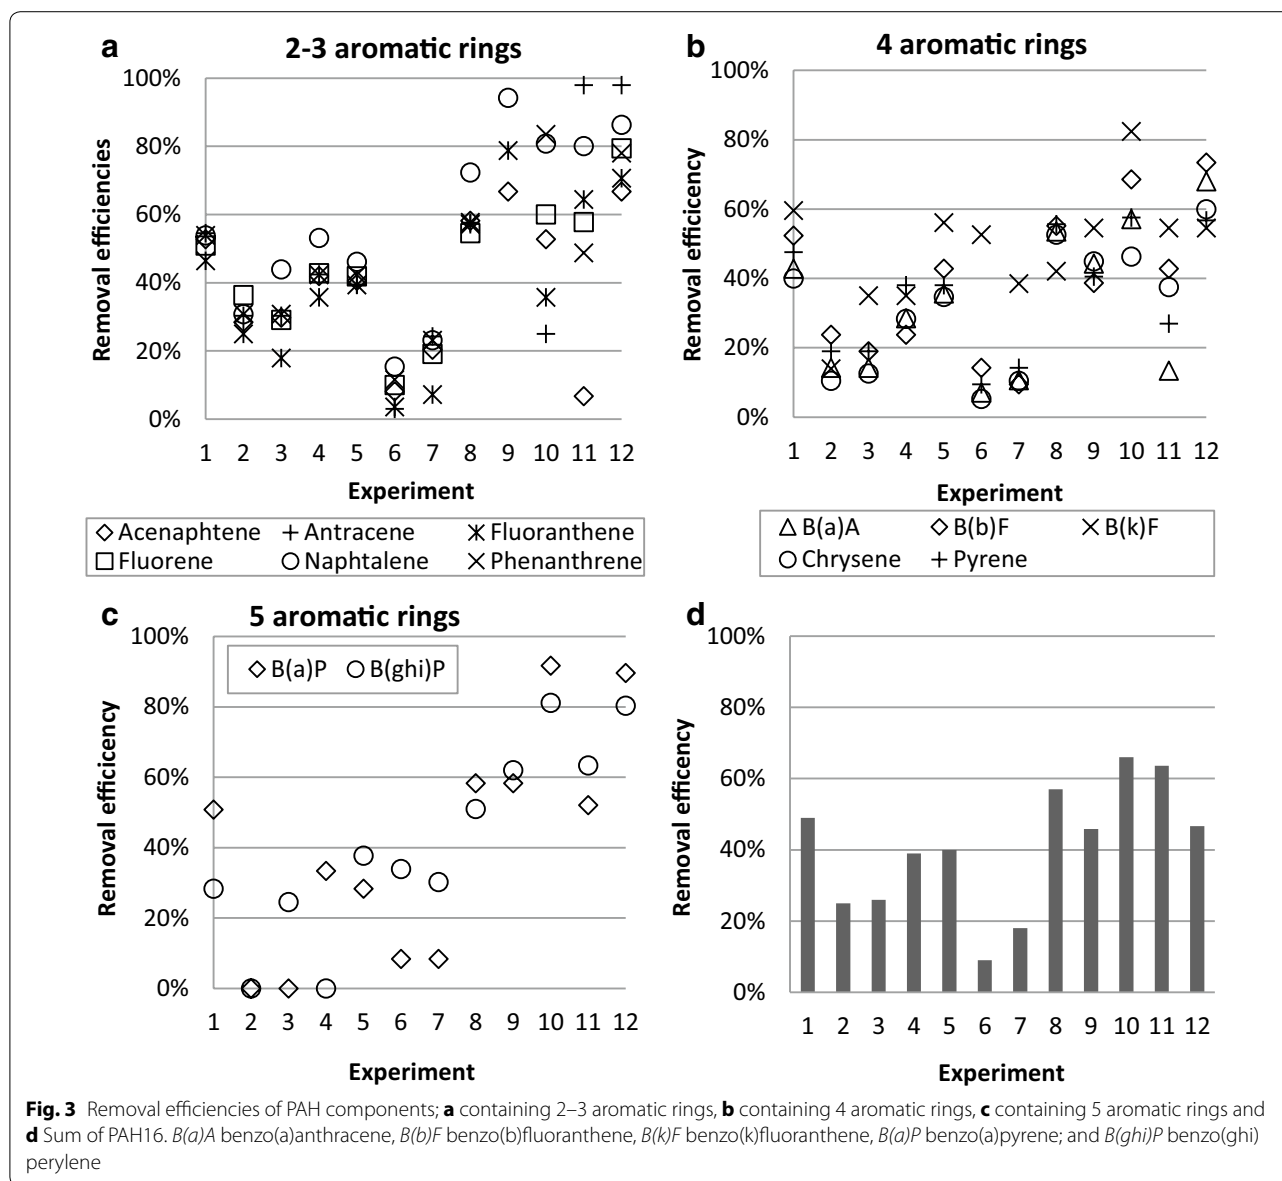 a 2-3 aromatic rings
100%
80%
60%
40%
20%
0%
Removal efficiencies
1 2 3 4 5 6 7 8 9 10 11 12
Experiment
Acenaphtene Antracene Fluoranthene
Fluorene Naphtalene Phenanthrene
b 4 aromatic rings
100%
80%
60%
40%
20%
0%
Removal efficicency
1 2 3 4 5 6 7 8 9 10 11 12
Experiment
B(a)A B(b)F B(k)F
Chrysene Pyrene
c 5 aromatic rings
100%
80%
60%
40%
20%
0%
Removal efficicency
B(a)P B(ghi)P
1 2 3 4 5 6 7 8 9 10 11 12
Experiment
d
100%
80%
60%
40%
20%
0%
Removal efficency
1 2 3 4 5 6 7 8 9 10 11 12
Experiment
Fig. 3 Removal efficiencies of PAH components; a containing 2–3 aromatic rings, b containing 4 aromatic rings, c containing 5 aromatic rings and
d Sum of PAH16. B(a)A benzo(a)anthracene, B(b)F benzo(b)fluoranthene, B(k)F benzo(k)fluoranthene, B(a)P benzo(a)pyrene; and B(ghi)P benzo(ghi)
perylene